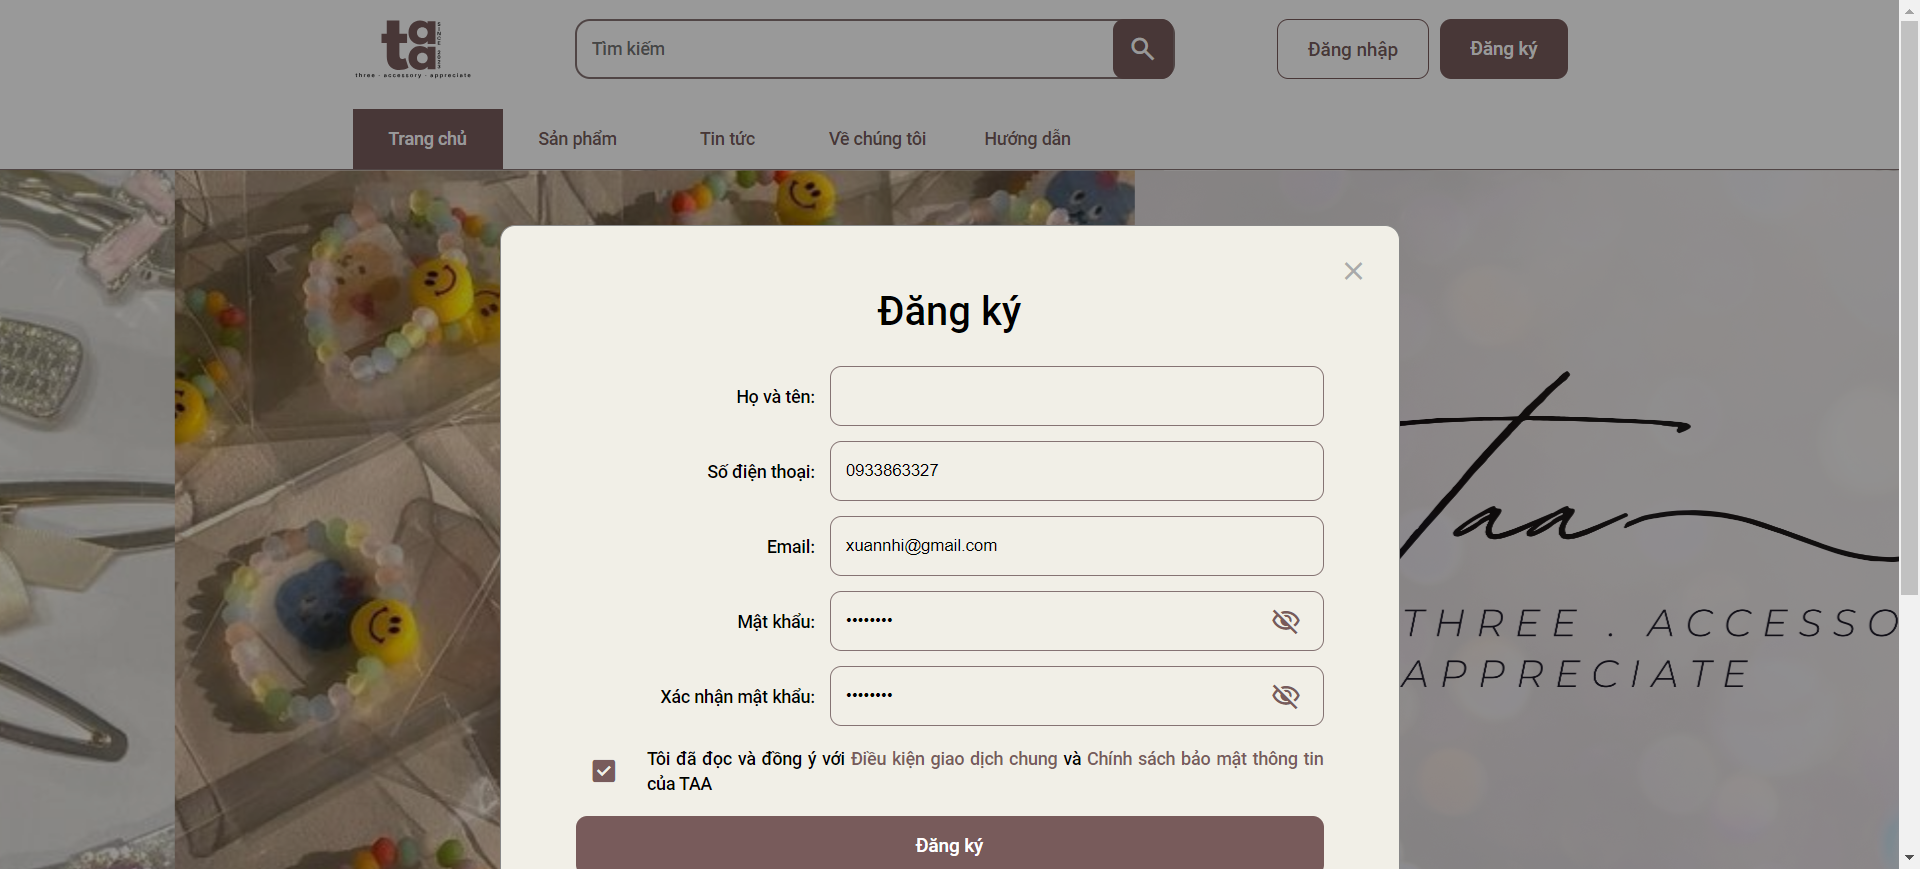 tata
SINCE 2023
three . accessory . appreciate
Tìm kiếm
Đăng nhập
Đăng ký
Trang chủ
Sản phẩm
Tin tức
Về chúng tôi
Hướng dẫn
Đăng ký
Họ và tên:
Số điện thoại:
0933863327
Email:
xuannhi@gmail.com
Mật khẩu:
••••••••
Xác nhận mật khẩu:
••••••••
Tôi đã đọc và đồng ý với Điều kiện giao dịch chung và Chính sách bảo mật thông tin
của TAA
Đăng ký
Taa
THREE . ACCESSO
APPRECIATE